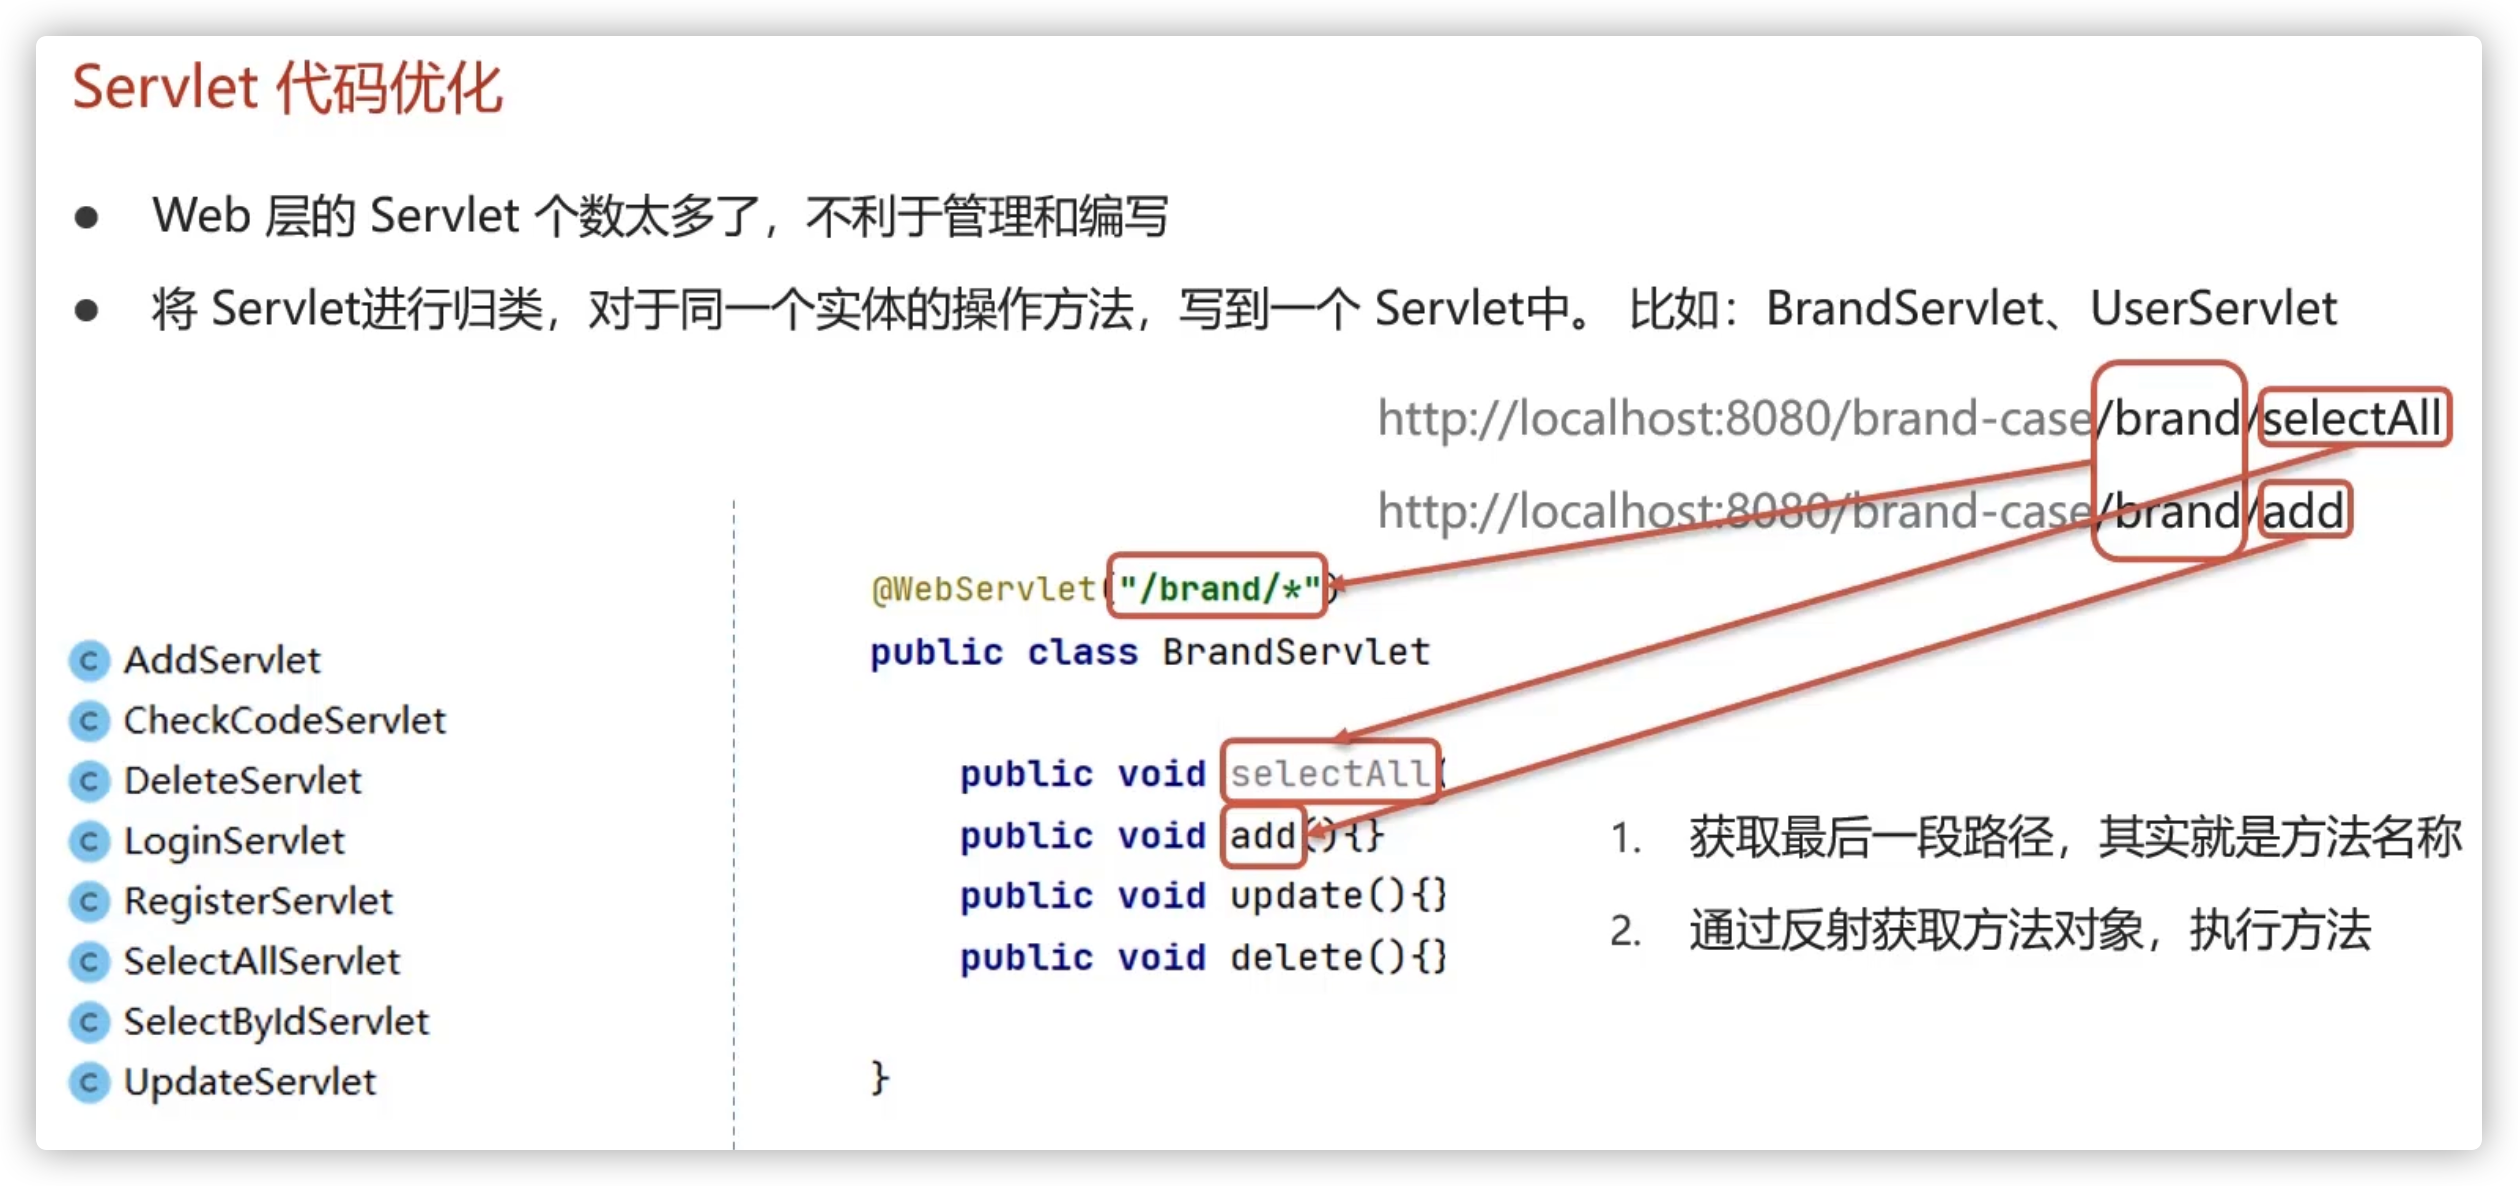 Servlet 代码优化
● Web 层的 Servlet 个数太多了，不利于管理和编写
● 将 Servlet进行归类，对于同一个实体的操作方法，写到一个 Servlet中。 比如：BrandServlet、UserServlet
http://localhost:8080/brand-case/brand/selectAll
http://localhost:8080/brand-case/brand/add
C AddServlet
C CheckCodeServlet
C DeleteServlet
C LoginServlet
C RegisterServlet
C SelectAllServlet
C SelectByIdServlet
C UpdateServlet
@WebServlet("/brand/*")
public class BrandServlet
public void selectAll(
public void add(){}
public void update(){}
public void delete(){}
}
1. 获取最后一段路径，其实就是方法名称
2. 通过反射获取方法对象，执行方法